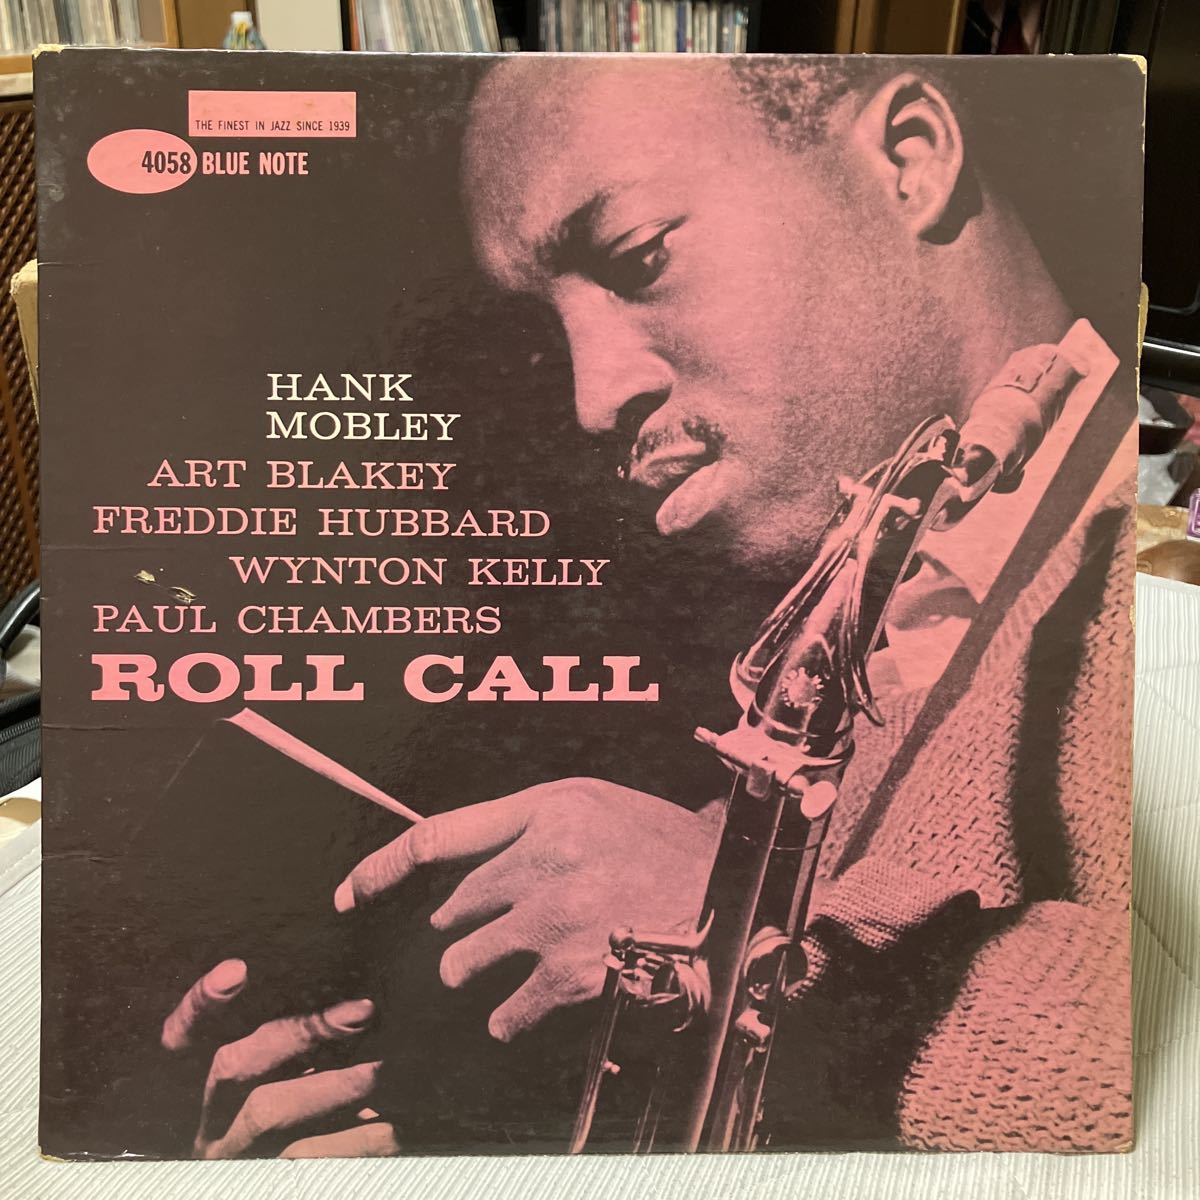 THE FINEST IN JAZZ SINCE 1939
4058 BLUE NOTE
HANK
MOBLEY
ART BLAKEY
FREDDIE HUBBARD
WYNTON KELLY
PAUL CHAMBERS
ROLL CALL